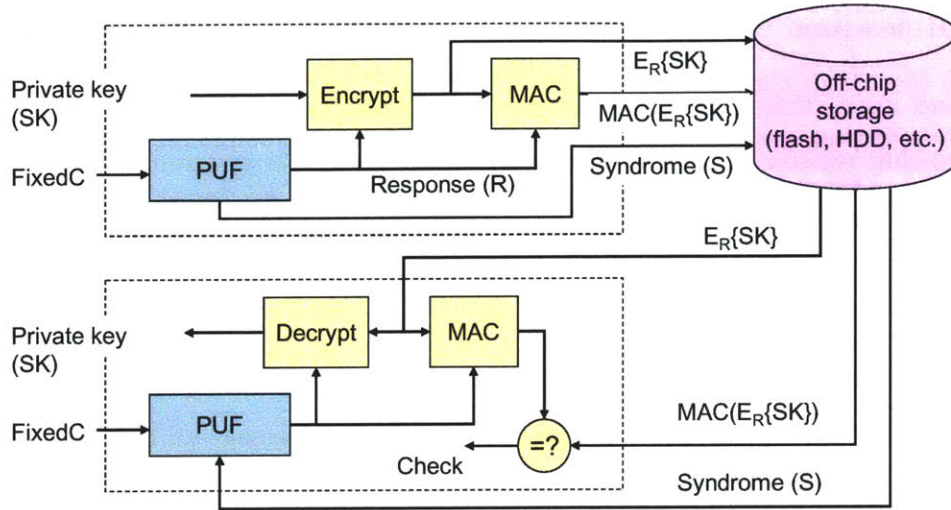 Private key
(SK)
Encrypt
MAC
E_R{SK}
MAC(E_R{SK})
Off-chip
storage
(flash, HDD, etc.)
FixedC
PUF
Response (R)
Syndrome (S)
E_R{SK}
Private key
(SK)
Decrypt
MAC
FixedC
PUF
Check
=?
MAC(E_R{SK})
Syndrome (S)